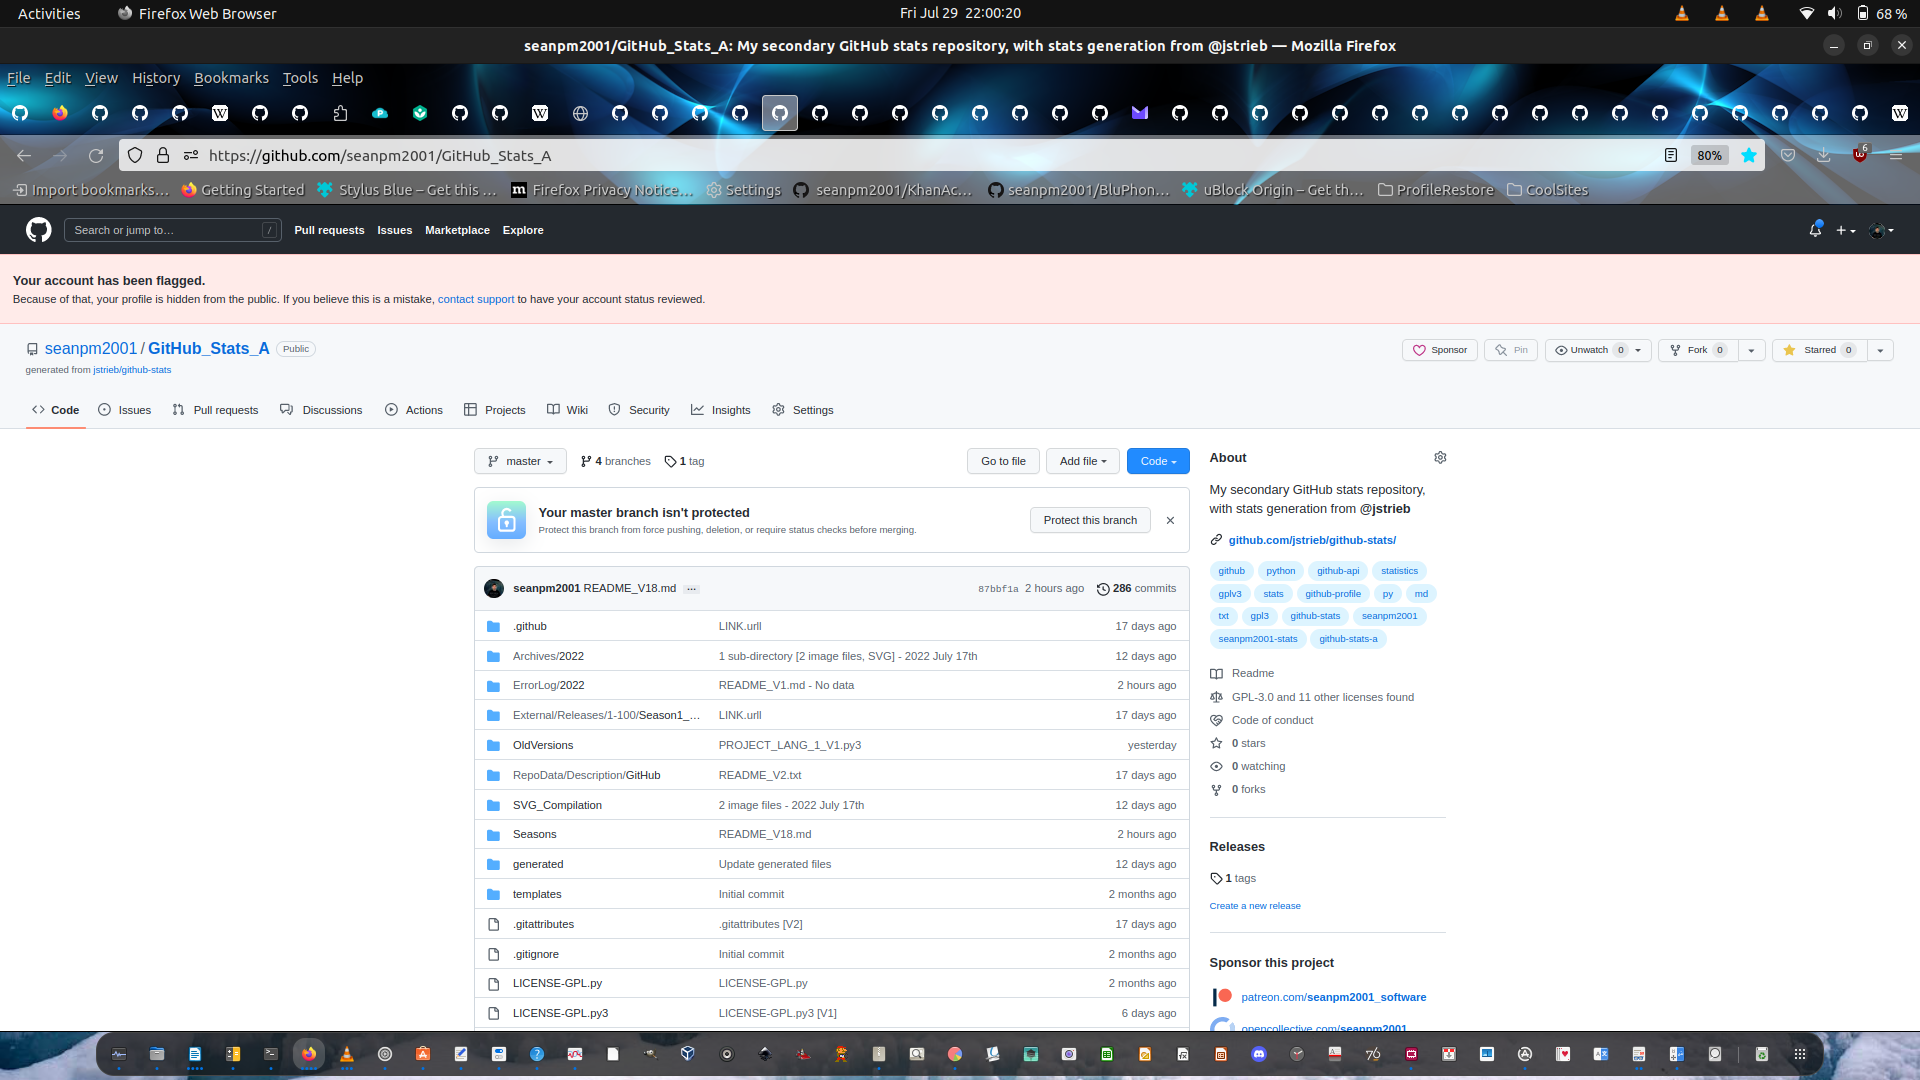 Activities Firefox Web Browser Fri Jul 29 22:00:20 68 %
seanpm2001/GitHub_Stats_A: My secondary GitHub stats repository, with stats generation from @jstrieb — Mozilla Firefox
File Edit View History Bookmarks Tools Help
https://github.com/seanpm2001/GitHub_Stats_A 80% 6
Import bookmarks… Getting Started Stylus Blue – Get this … Firefox Privacy Notice… Settings seanpm2001/KhanAc… seanpm2001/BluPhon… uBlock Origin – Get th… ProfileRestore CoolSites
Search or jump to… / Pull requests Issues Marketplace Explore
Your account has been flagged.
Because of that, your profile is hidden from the public. If you believe this is a mistake, contact support to have your account status reviewed.
seanpm2001 / GitHub_Stats_A Public Sponsor Pin Unwatch 0 Fork 0 Starred 0
generated from jstrieb/github-stats
Code Issues Pull requests Discussions Actions Projects Wiki Security Insights Settings
master 4 branches 1 tag Go to file Add file Code
Your master branch isn't protected
Protect this branch from force pushing, deletion, or require status checks before merging.
Protect this branch
seanpm2001 README_V18.md … 87bbf1a 2 hours ago 286 commits
.github LINK.urll 17 days ago
Archives/2022 1 sub-directory [2 image files, SVG] - 2022 July 17th 12 days ago
ErrorLog/2022 README_V1.md - No data 2 hours ago
External/Releases/1-100/Season1_… LINK.urll 17 days ago
OldVersions PROJECT_LANG_1_V1.py3 yesterday
RepoData/Description/GitHub README_V2.txt 17 days ago
SVG_Compilation 2 image files - 2022 July 17th 12 days ago
Seasons README_V18.md 2 hours ago
generated Update generated files 12 days ago
templates Initial commit 2 months ago
.gitattributes .gitattributes [V2] 17 days ago
.gitignore Initial commit 2 months ago
LICENSE-GPL.py LICENSE-GPL.py 2 months ago
LICENSE-GPL.py3 LICENSE-GPL.py3 [V1] 6 days ago
About
My secondary GitHub stats repository,
with stats generation from @jstrieb
github.com/jstrieb/github-stats/
github python github-api statistics
gplv3 stats github-profile py md
txt gpl3 github-stats seanpm2001
seanpm2001-stats github-stats-a
Readme
GPL-3.0 and 11 other licenses found
Code of conduct
0 stars
0 watching
0 forks
Releases
1 tags
Create a new release
Sponsor this project
patreon.com/seanpm2001_software
opencollective.com/seanpm2001